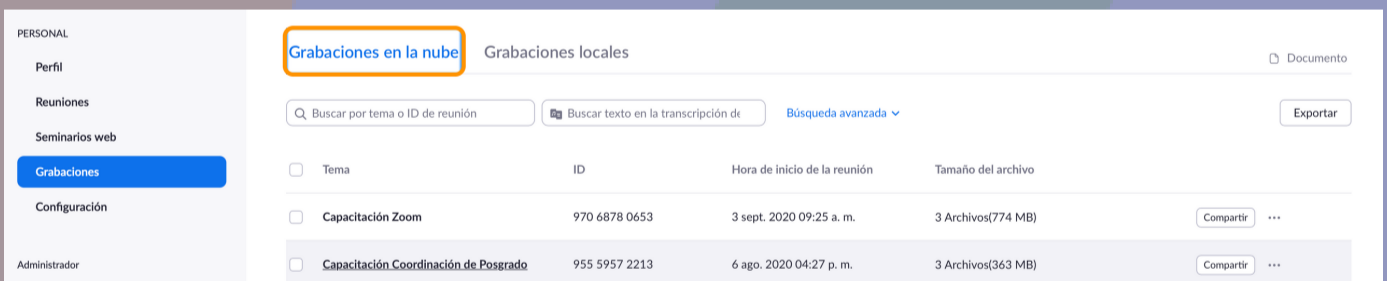 PERSONAL
Perfil
Reuniones
Seminarios web
Grabaciones
Configuración
Administrador
Grabaciones en la nube Grabaciones locales
Documento
Buscar por tema o ID de reunión Buscar texto en la transcripción de Búsqueda avanzada Exportar
Tema ID Hora de inicio de la reunión Tamaño del archivo
Capacitación Zoom 970 6878 0653 3 sept. 2020 09:25 a. m. 3 Archivos(774 MB) Compartir ...
Capacitación Coordinación de Posgrado 955 5957 2213 6 ago. 2020 04:27 p. m. 3 Archivos(363 MB) Compartir ...